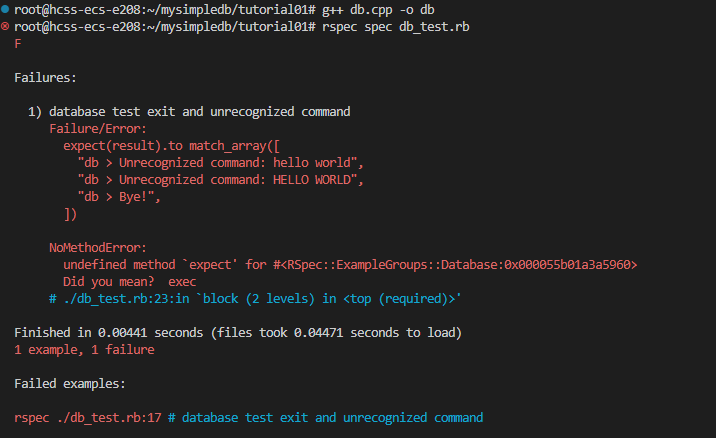 root@hcss-ecs-e208:~/mysimpledb/tutorial01# g++ db.cpp -o db
root@hcss-ecs-e208:~/mysimpledb/tutorial01# rspec spec db_test.rb
F

Failures:

  1) database test exit and unrecognized command
     Failure/Error:
       expect(result).to match_array([
         "db > Unrecognized command: hello world",
         "db > Unrecognized command: HELLO WORLD",
         "db > Bye!",
       ])

     NoMethodError:
       undefined method `expect' for #<RSpec::ExampleGroups::Database:0x000055b01a3a5960>
       Did you mean?  exec
     # ./db_test.rb:23:in `block (2 levels) in <top (required)>'

Finished in 0.00441 seconds (files took 0.04471 seconds to load)
1 example, 1 failure

Failed examples:

rspec ./db_test.rb:17 # database test exit and unrecognized command